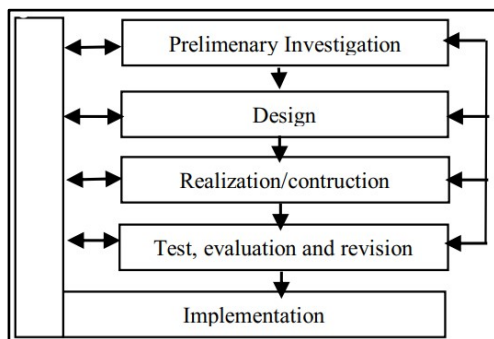 Prelimenary Investigation
Design
Realization/contruction
Test, evaluation and revision
Implementation